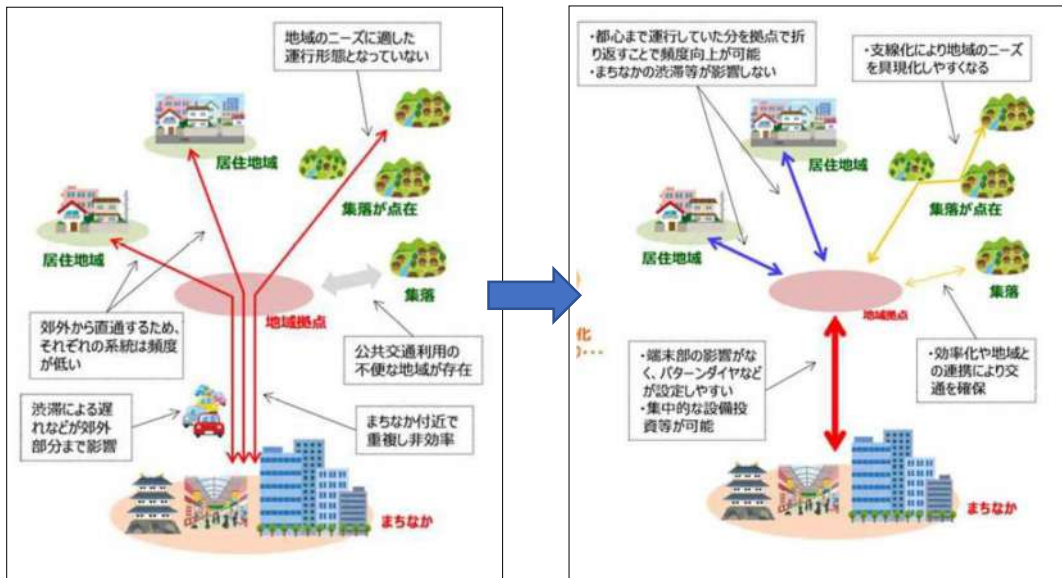 地域のニーズに適した
運行形態となっていない
居住地域
居住地域
集落が点在
集落
地域拠点
郊外から直通するため、
それぞれの系統は頻度
が低い
公共交通利用の
不便な地域が存在
渋滞による遅
れなどが郊外
部分まで影響
まちなか付近で
重複し非効率
まちなか
・都心まで運行していた分を拠点で折
り返すことで頻度向上が可能
・まちなかの渋滞等が影響しない
・支線化により地域のニーズ
を具現化しやすくなる
居住地域
居住地域
集落が点在
集落
地域拠点
化
の…
・端末部の影響がな
く、パターンダイヤなど
が設定しやすい
・集中的な設備投
資等が可能
・効率化や地域と
の連携により交
通を確保
まちなか